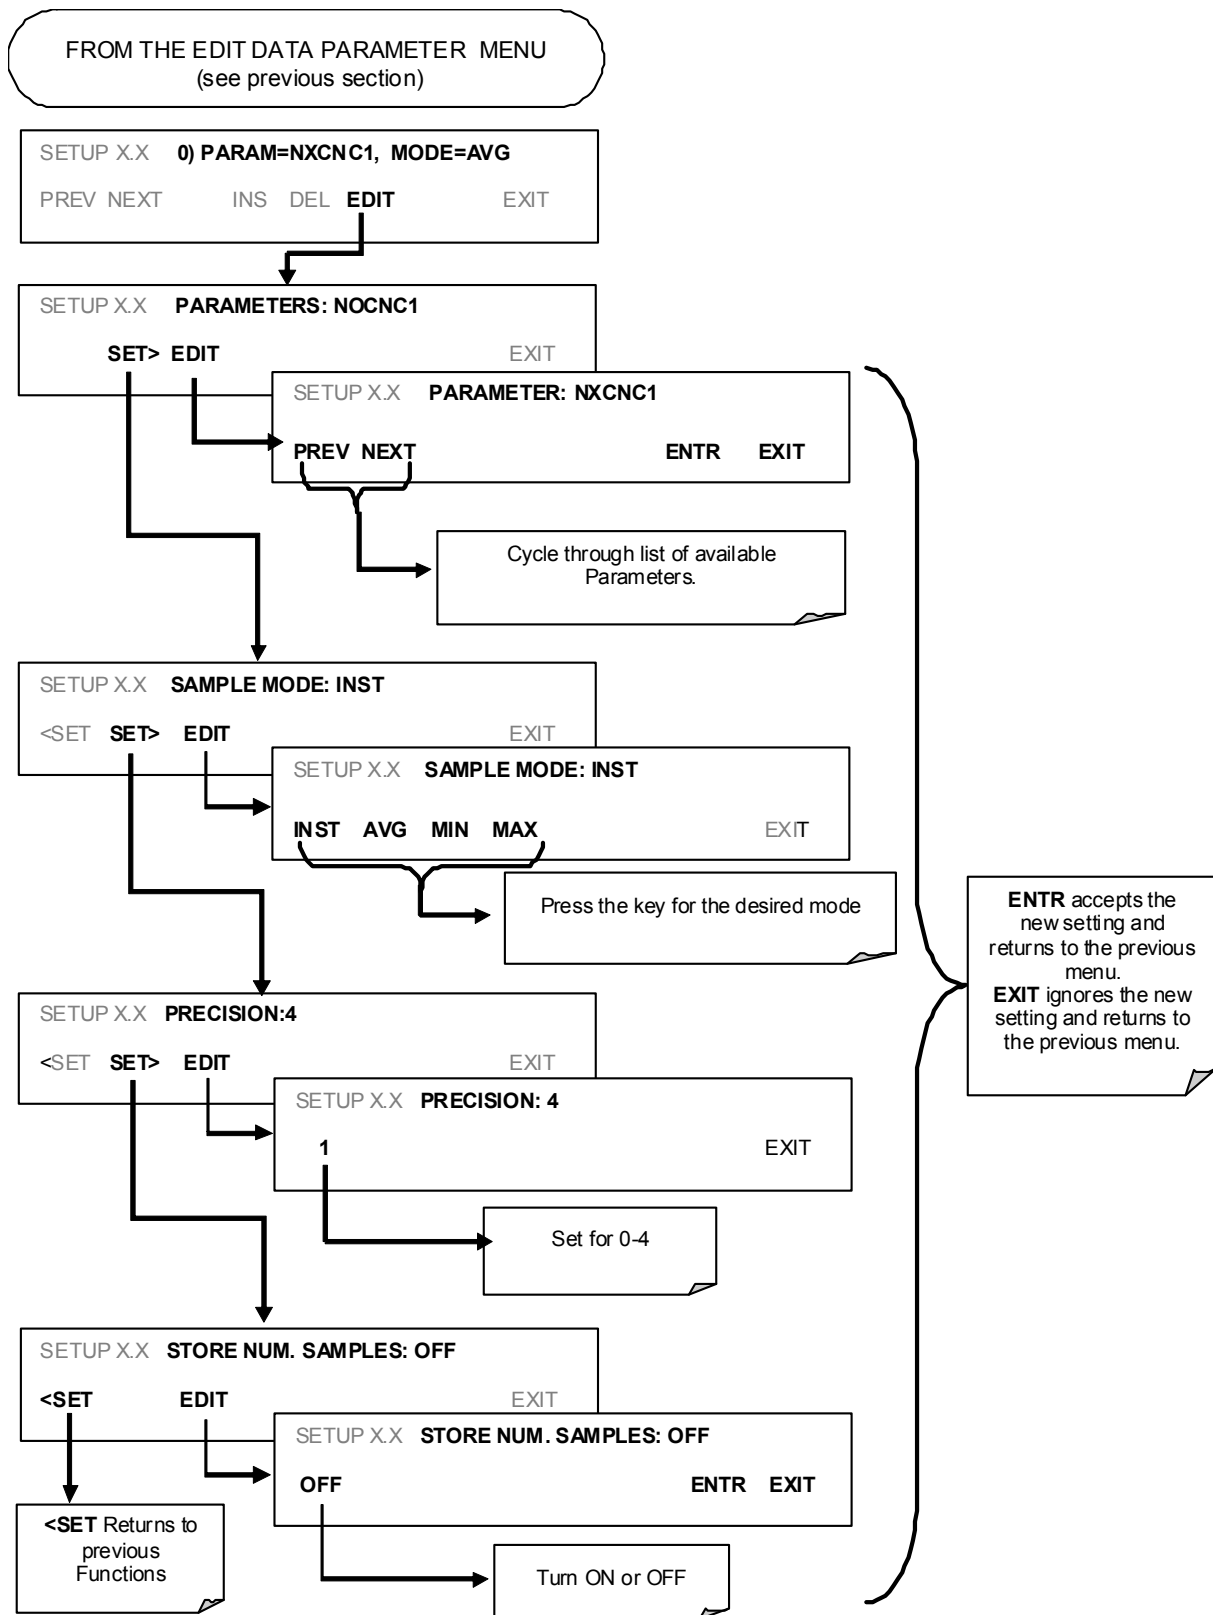 FROM THE EDIT DATA PARAMETER MENU
(see previous section)
SETUP X.X 0) PARAM=NXCNC1, MODE=AVG
PREV NEXT INS DEL EDIT EXIT
SETUP X.X PARAMETERS: NOCNC1
SET> EDIT EXIT
SETUP X.X PARAMETER: NXCNC1
PREV NEXT ENTR EXIT
Cycle through list of available
Parameters.
SETUP X.X SAMPLE MODE: INST
<SET SET> EDIT EXIT
SETUP X.X SAMPLE MODE: INST
INST AVG MIN MAX EXIT
Press the key for the desired mode
ENTR accepts the
new setting and
returns to the previous
menu.
EXIT ignores the new
setting and returns to
the previous menu.
SETUP X.X PRECISION:4
<SET SET> EDIT EXIT
SETUP X.X PRECISION: 4
1 EXIT
Set for 0-4
SETUP X.X STORE NUM. SAMPLES: OFF
<SET EDIT EXIT
SETUP X.X STORE NUM. SAMPLES: OFF
OFF ENTR EXIT
<SET Returns to
previous
Functions
Turn ON or OFF